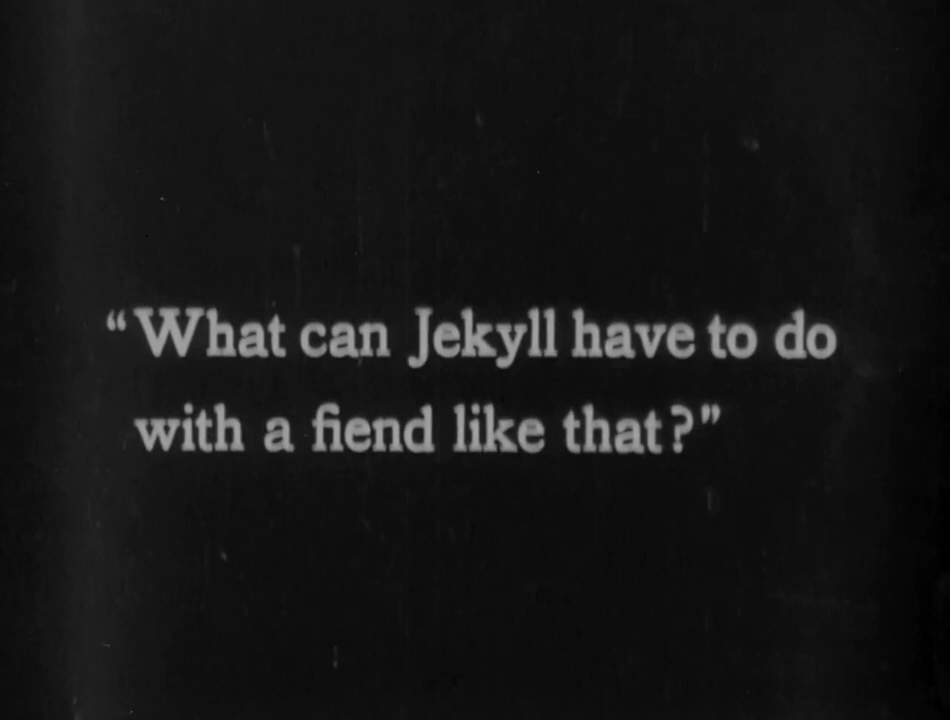 “What can Jekyll have to do
with a fiend like that?”